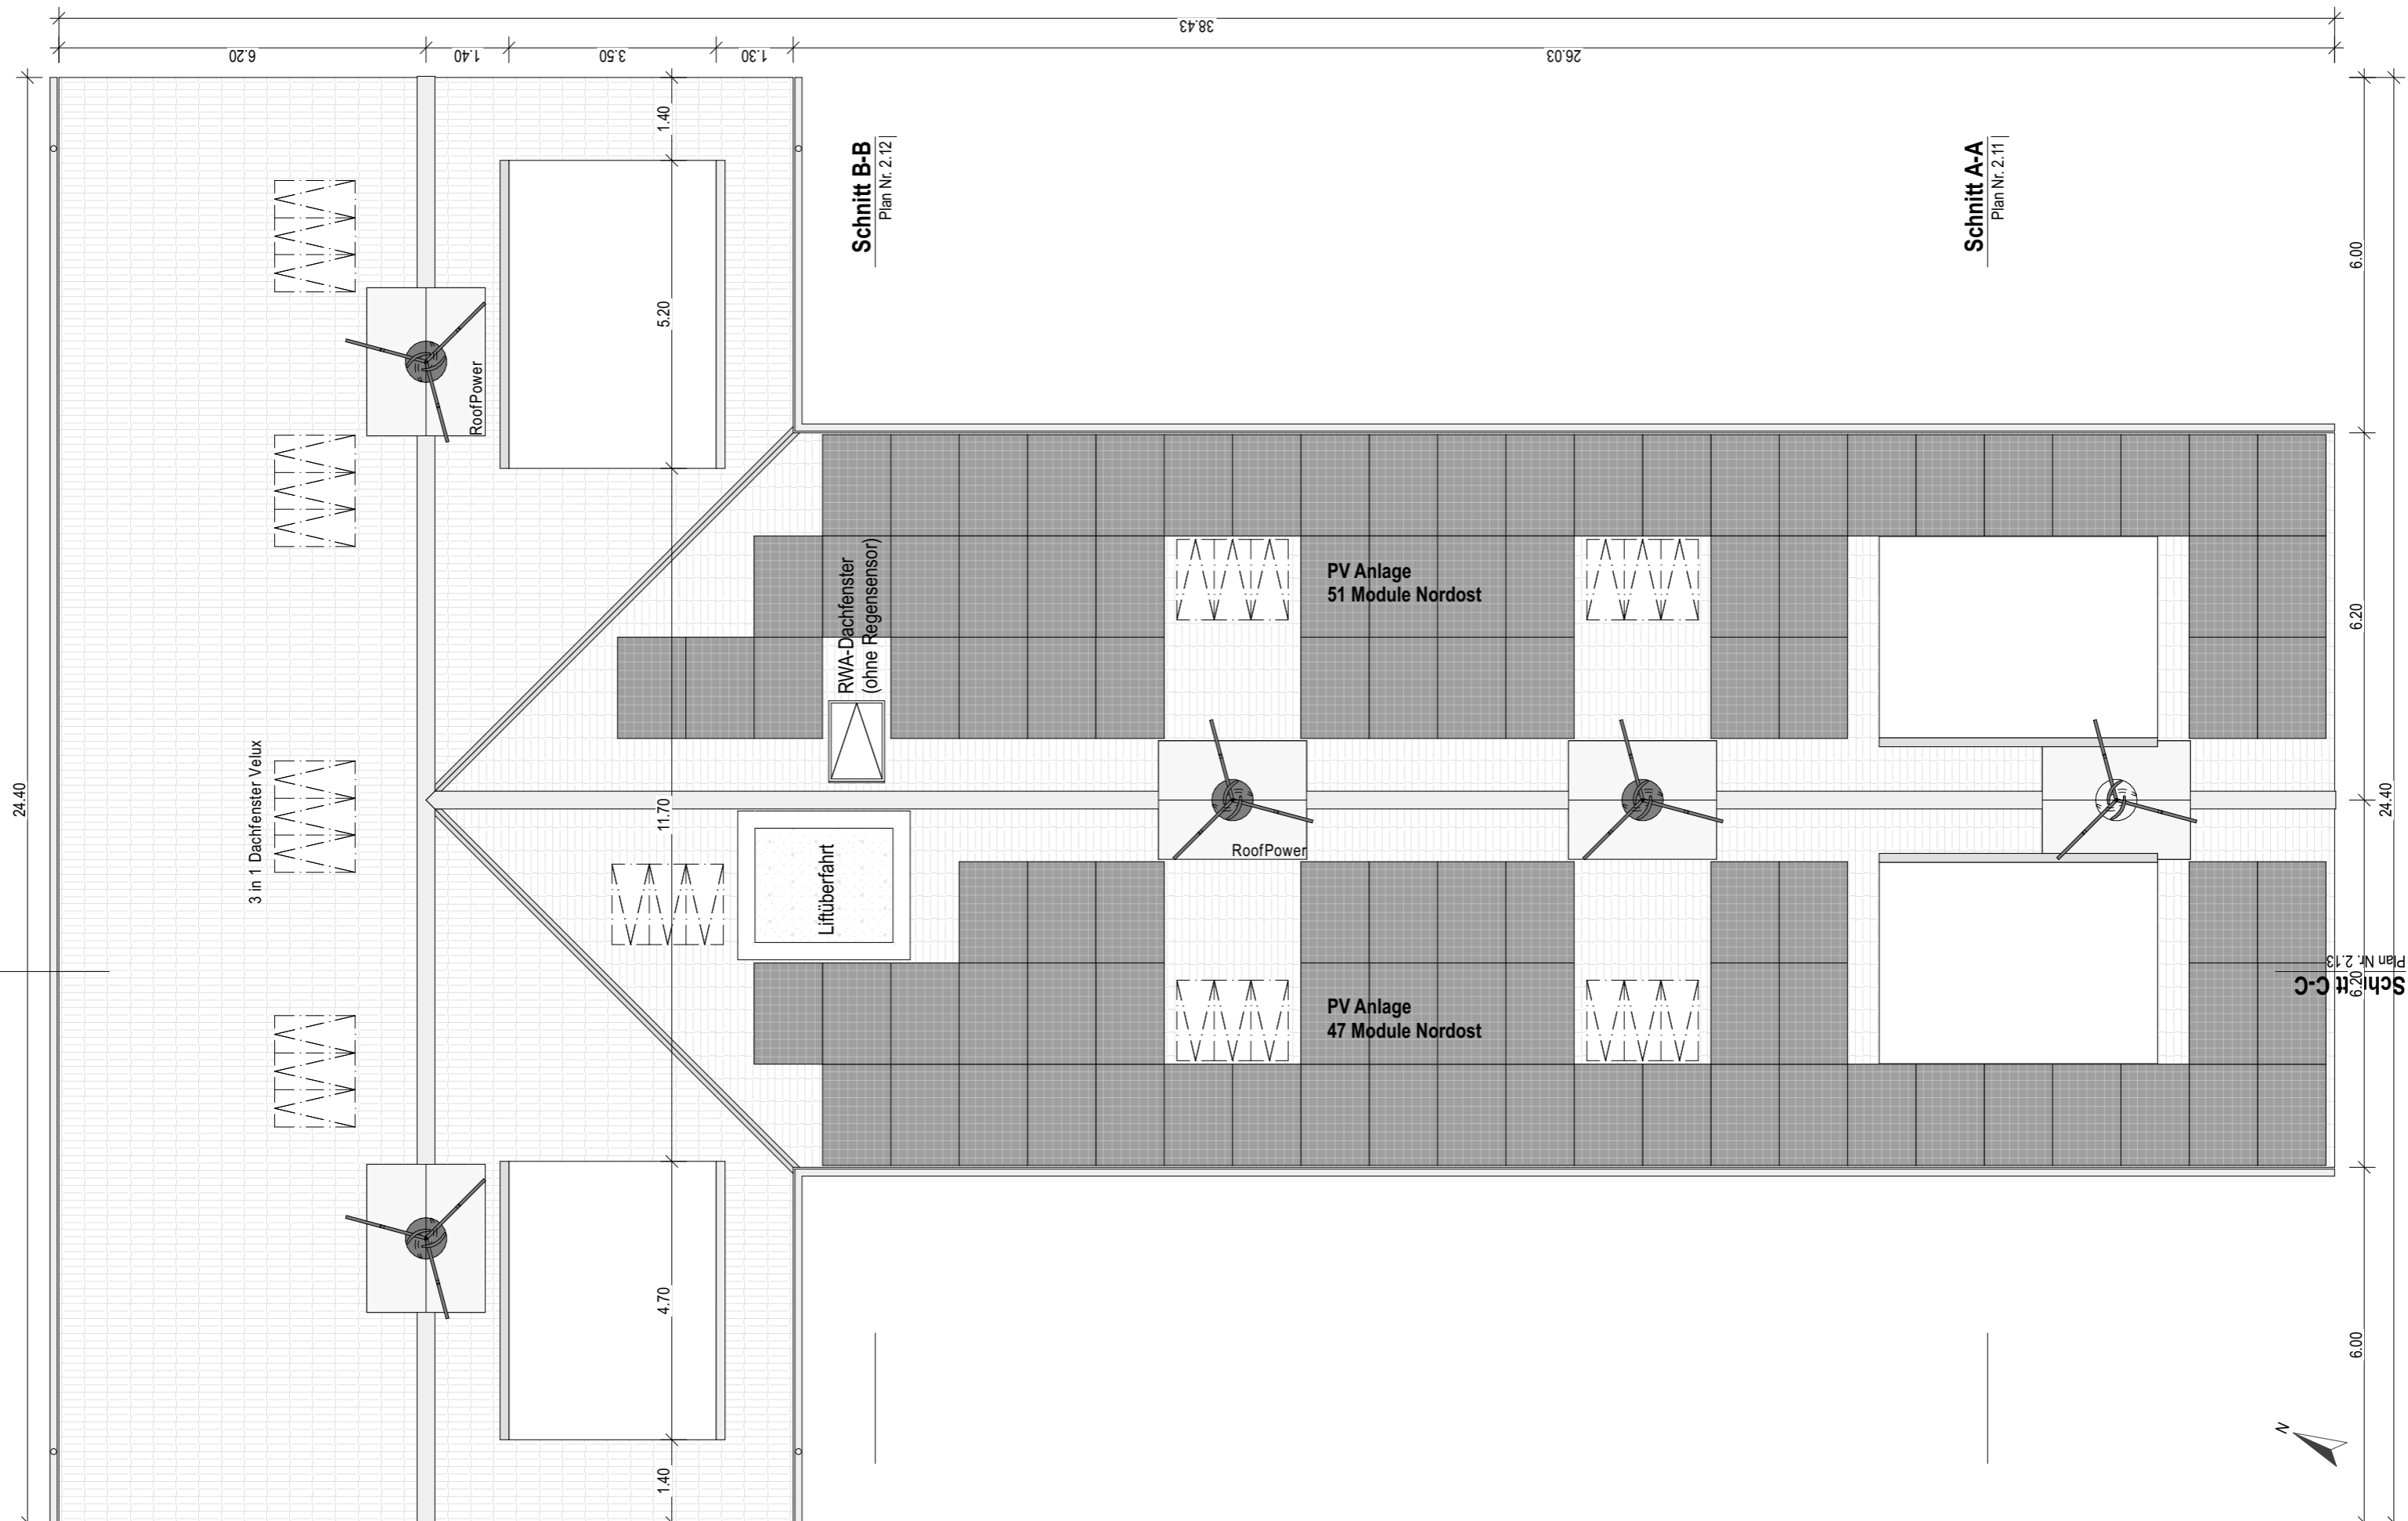 38.43
6.20
1.40
3.50
1.30
26.03
1.40
5.20
11.70
4.70
1.40
24.40
6.00
6.20
6.20
6.00
24.40
Schnitt B-B
Plan Nr. 2.12
Schnitt A-A
Plan Nr. 2.11
RoofPower
RWA-Dachfenster
(ohne Regensensor)
PV Anlage
51 Module Nordost
3 in 1 Dachfenster Velux
Liftüberfahrt
RoofPower
PV Anlage
47 Module Nordost
Schnitt C-C
Plan Nr. 2.13
N